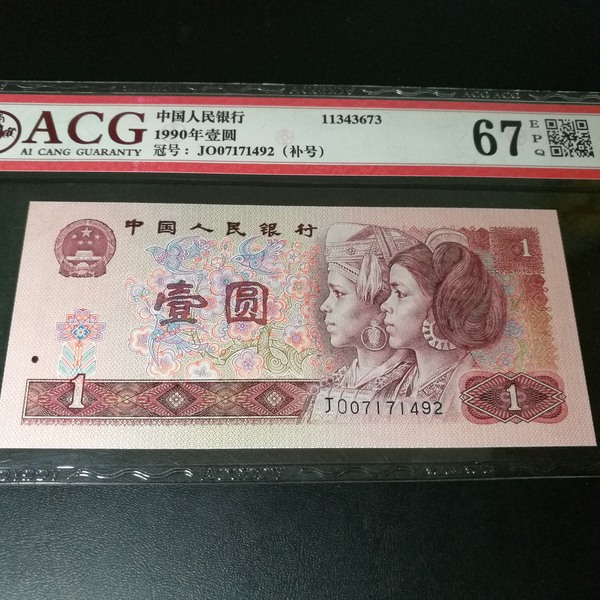 ACG
AI CANG GUARANTY
中国人民银行
1990年壹圆
冠号： JO07171492（补号）
11343673
67
EPQ
中国人民银行
壹圆
1
1
JO07171492
1